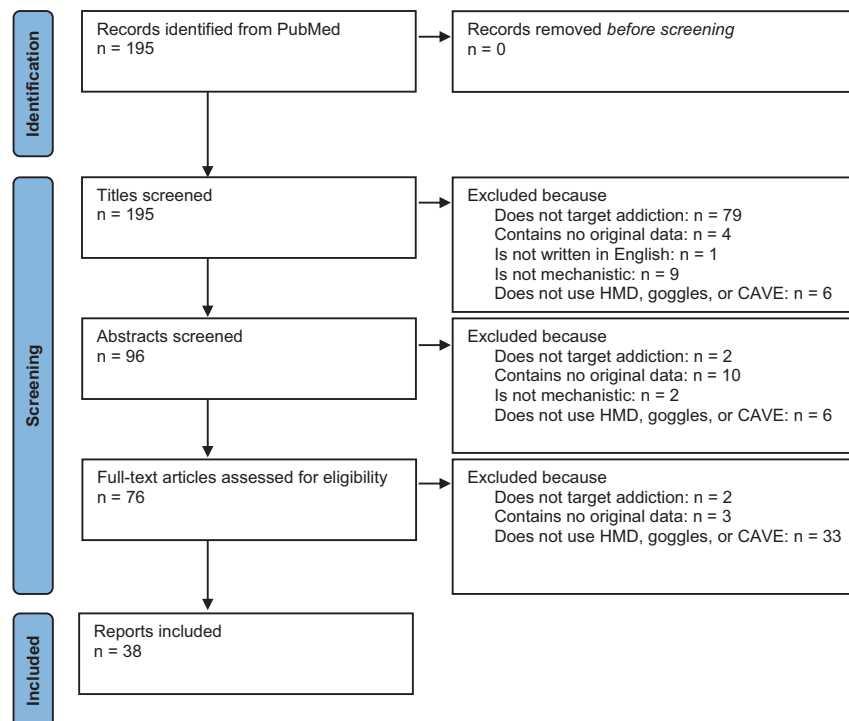 Identification
Records identified from PubMed
n = 195
Records removed before screening
n = 0
Screening
Titles screened
n = 195
Excluded because
Does not target addiction: n = 79
Contains no original data: n = 4
Is not written in English: n = 1
Is not mechanistic: n = 9
Does not use HMD, goggles, or CAVE: n = 6
Abstracts screened
n = 96
Excluded because
Does not target addiction: n = 2
Contains no original data: n = 10
Is not mechanistic: n = 2
Does not use HMD, goggles, or CAVE: n = 6
Full-text articles assessed for eligibility
n = 76
Excluded because
Does not target addiction: n = 2
Contains no original data: n = 3
Does not use HMD, goggles, or CAVE: n = 33
Included
Reports included
n = 38